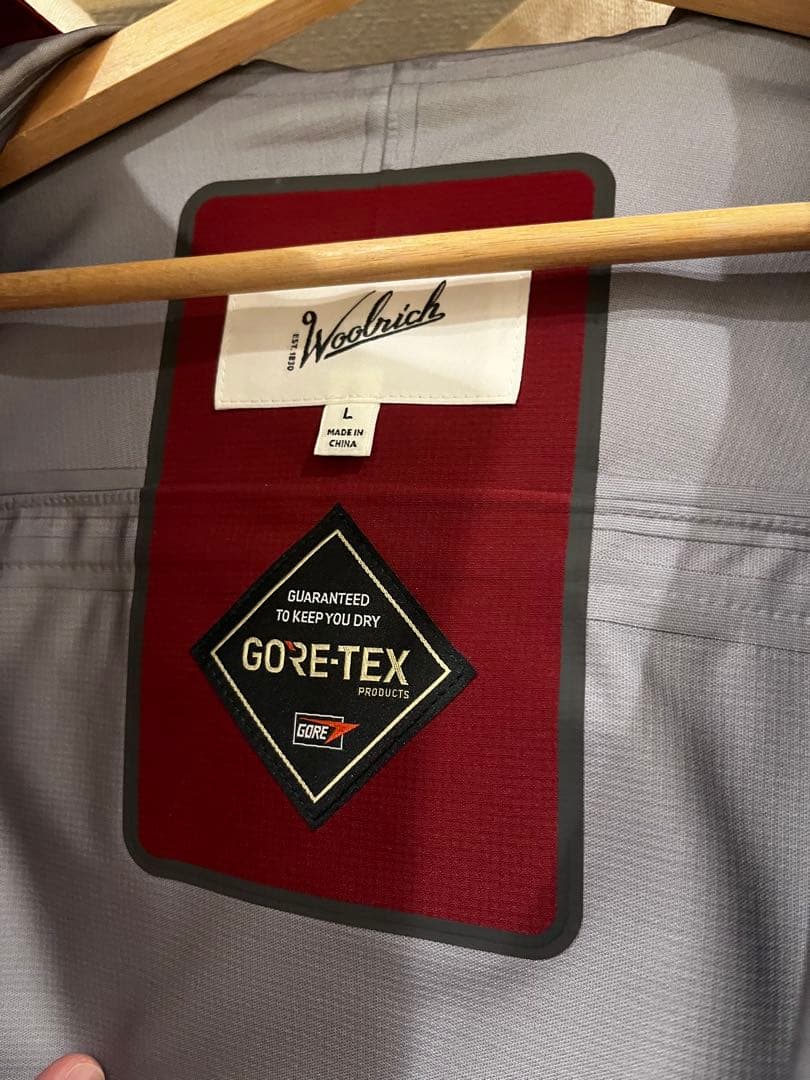 Woolrich
EST. 1830
L
MADE IN
CHINA
GUARANTEED
TO KEEP YOU DRY
GORE-TEX
PRODUCTS
GORE